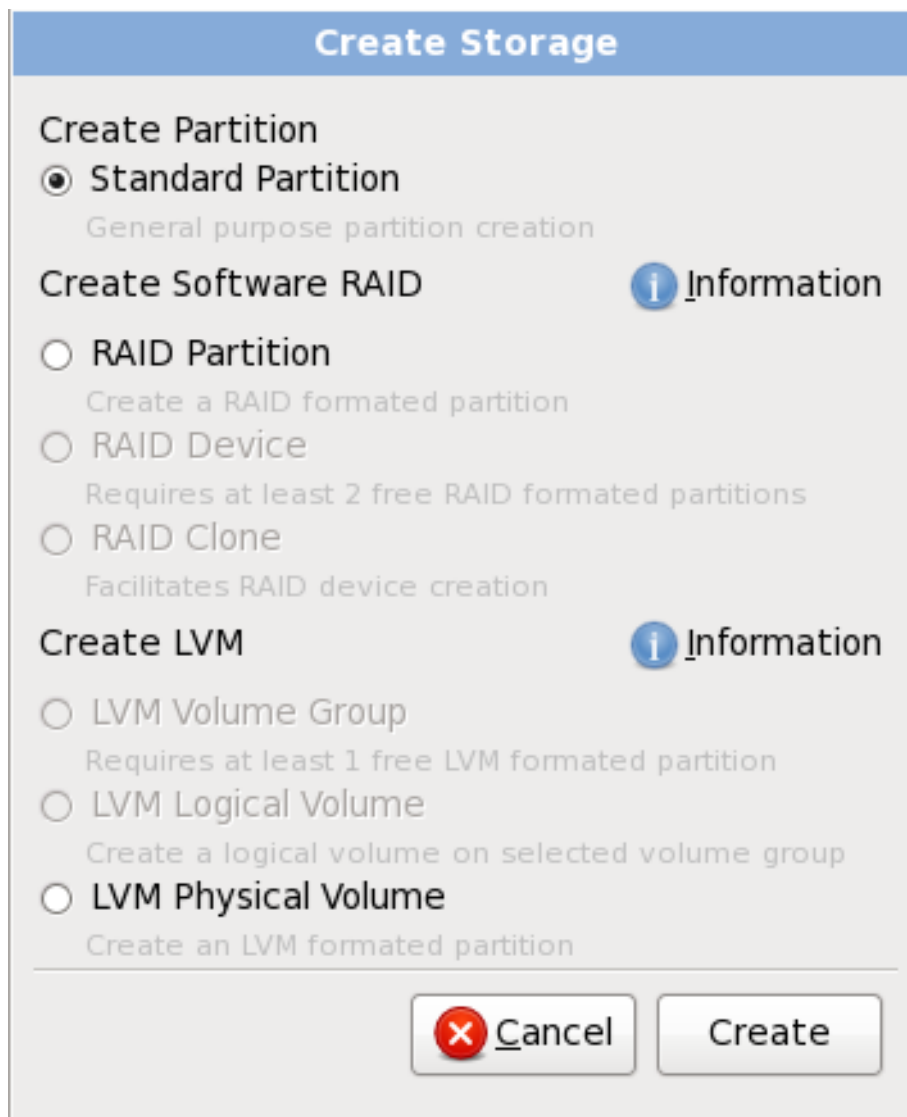 Create Storage
Create Partition
Standard Partition
General purpose partition creation
Create Software RAID
Information
RAID Partition
Create a RAID formated partition
RAID Device
Requires at least 2 free RAID formated partitions
RAID Clone
Facilitates RAID device creation
Create LVM
Information
LVM Volume Group
Requires at least 1 free LVM formated partition
LVM Logical Volume
Create a logical volume on selected volume group
LVM Physical Volume
Create an LVM formated partition
Cancel
Create